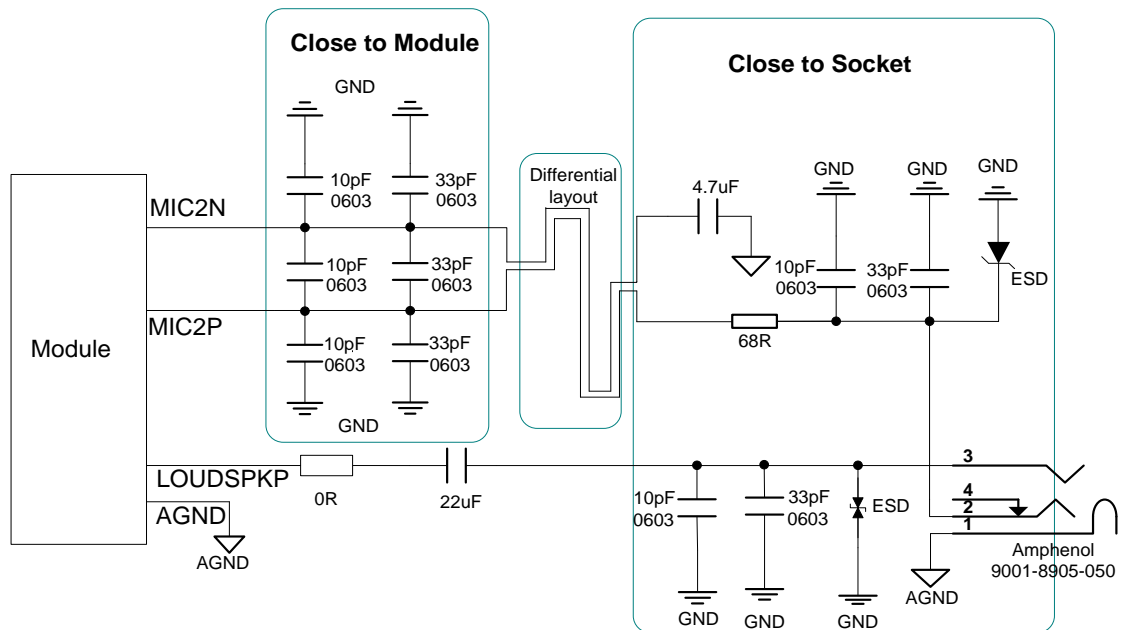 Close to Module
GND
10pF
0603
33pF
0603
MIC2N
10pF
0603
33pF
0603
MIC2P
10pF
0603
33pF
0603
GND
Module
Differential
layout
Close to Socket
4.7uF
GND
GND
GND
10pF
0603
33pF
0603
ESD
68R
LOUDSPKP
0R
22uF
AGND
AGND
10pF
0603
33pF
0603
ESD
GND
GND
GND
3
4
2
1
AGND
Amphenol
9001-8905-050